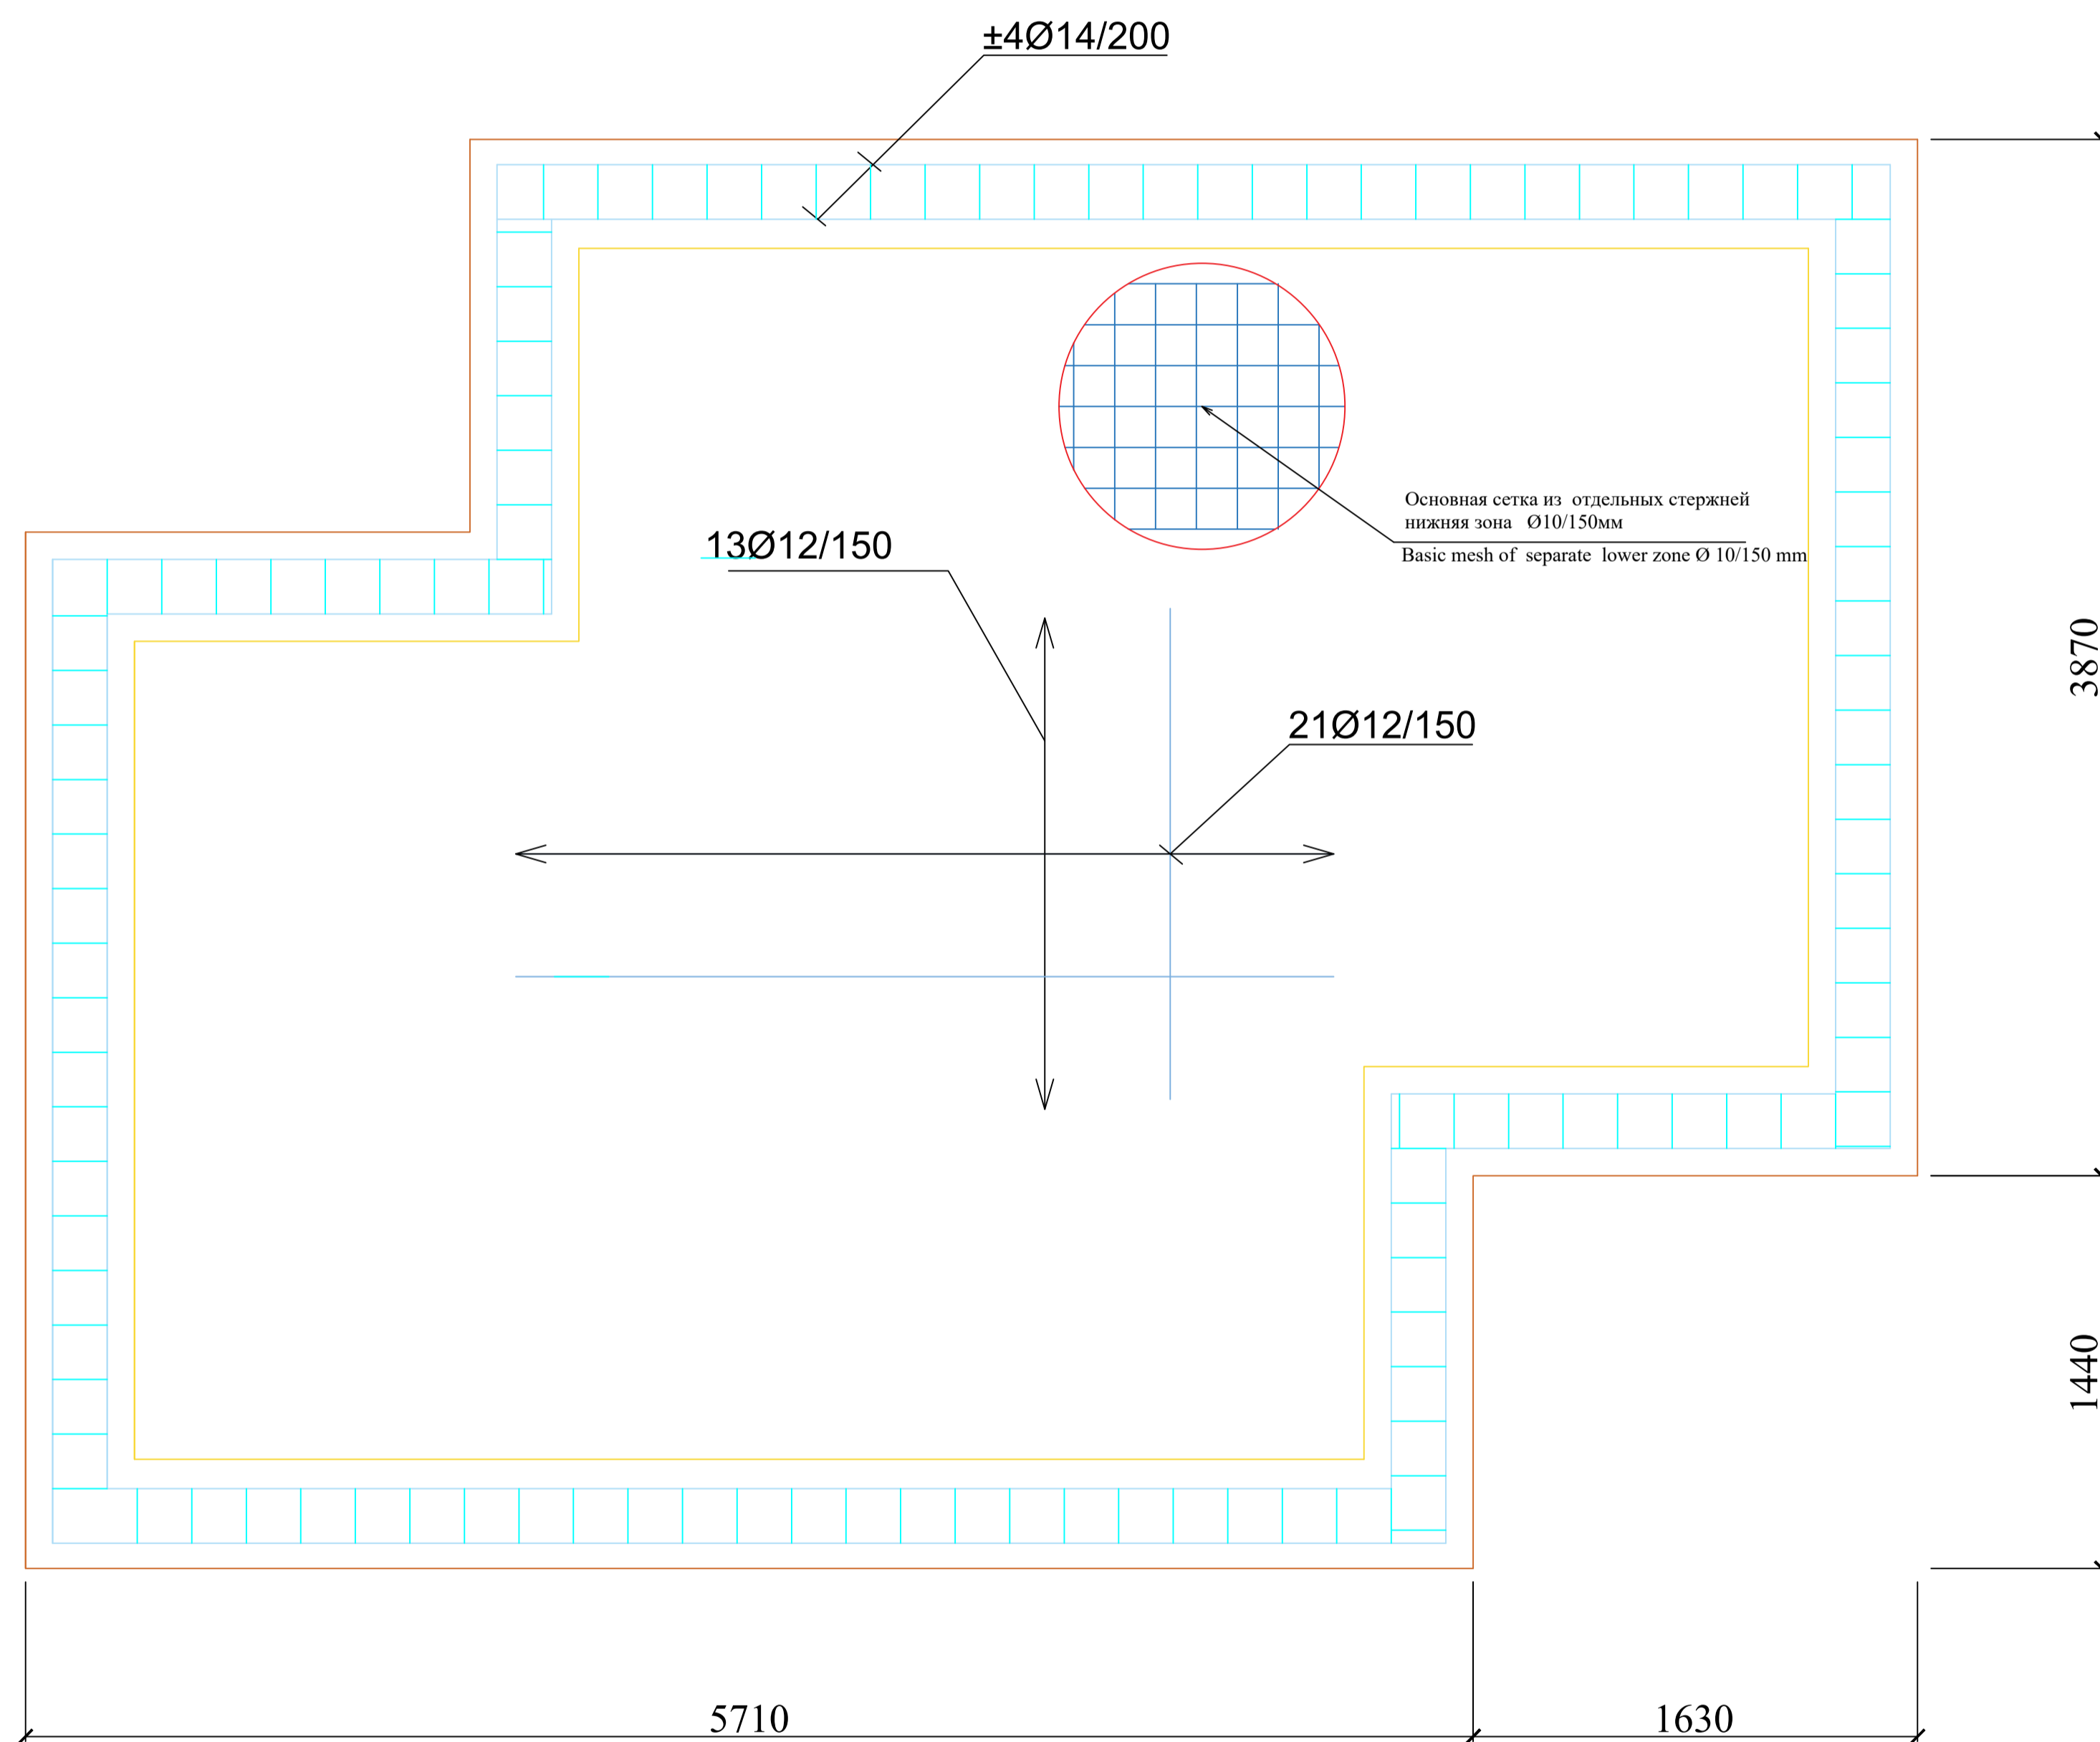 ±4Ø14/200
Основная сетка из отдельных стержней
нижняя зона Ø10/150мм
Basic mesh of separate lower zone Ø 10/150 mm
13Ø12/150
21Ø12/150
3870
1440
5710
1630